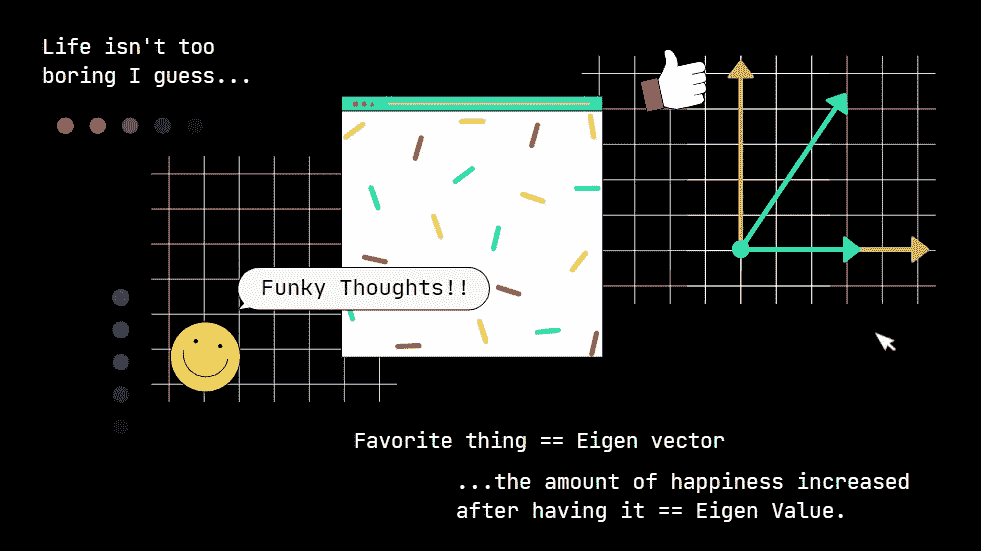 Life isn't too
boring I guess...
Funky Thoughts!!
Favorite thing == Eigen vector
...the amount of happiness increased
after having it == Eigen Value.